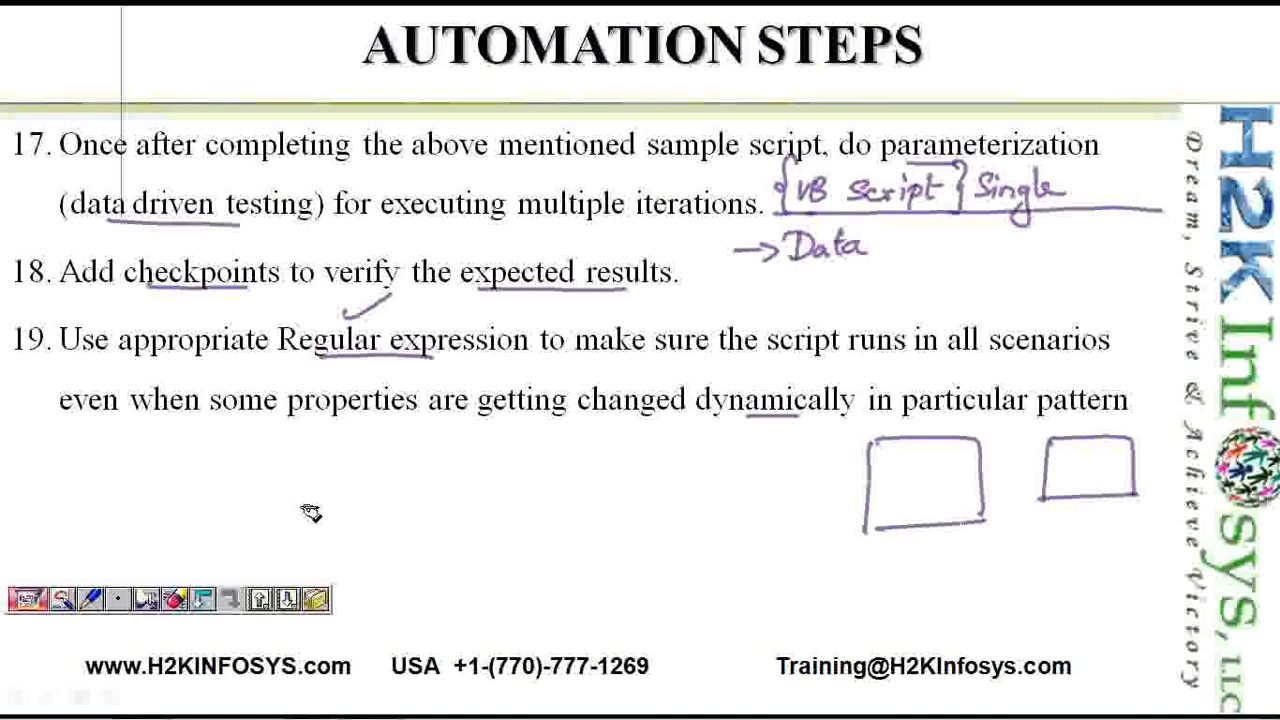 AUTOMATION STEPS
17. Once after completing the above mentioned sample script, do parameterization
(data driven testing) for executing multiple iterations.
{VB Script} Single
→ Data
18. Add checkpoints to verify the expected results.
19. Use appropriate Regular expression to make sure the script runs in all scenarios
even when some properties are getting changed dynamically in particular pattern
H2KInfosys, LLC
Dream, Strive & Achieve Victory
www.H2KINFOSYS.com USA +1-(770)-777-1269 Training@H2KInfosys.com